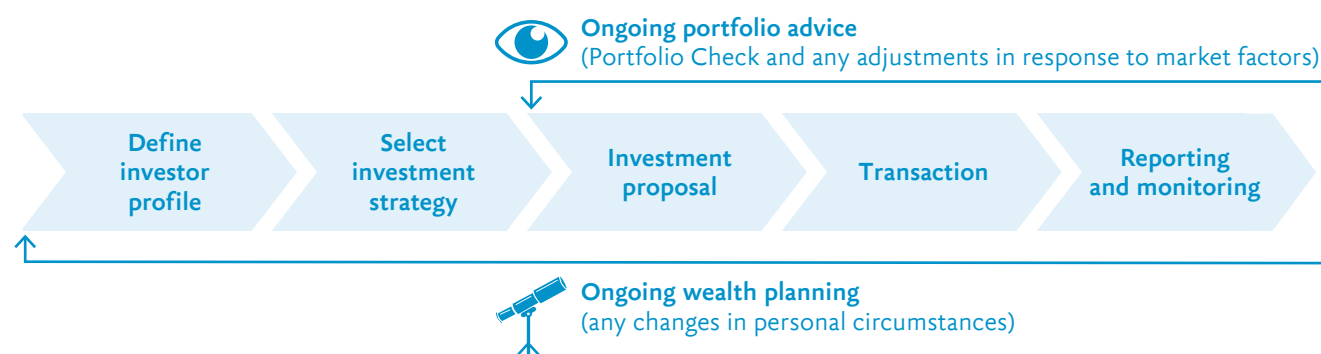 Ongoing portfolio advice
(Portfolio Check and any adjustments in response to market factors)
Define
investor
profile
Select
investment
strategy
Investment
proposal
Transaction
Reporting
and monitoring
Ongoing wealth planning
(any changes in personal circumstances)